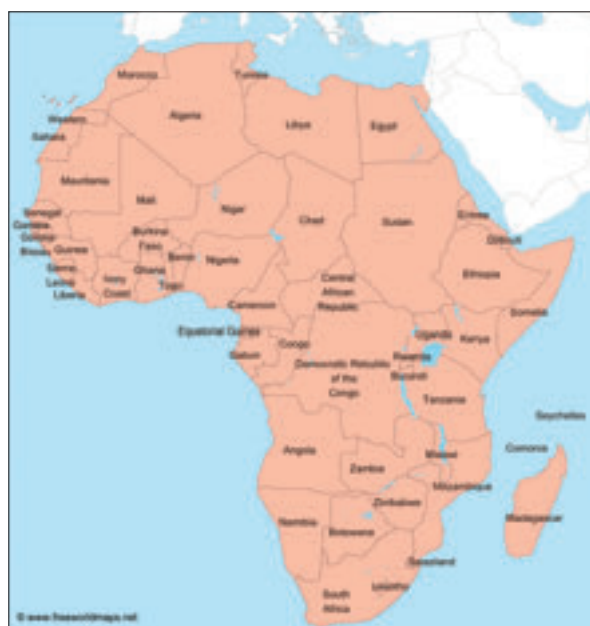 Morocco
Tunisia
Algeria
Libya
Egypt
Western
Sahara
Mauritania
Mali
Niger
Chad
Sudan
Eritrea
Djibouti
Senegal
Gambia
Guinea
Bissau
Guinea
Sierra
Leone
Liberia
Ivory
Coast
Burkina
Faso
Ghana
Togo
Benin
Nigeria
Cameroon
Central
African
Republic
Ethiopia
Somalia
Equatorial Guinea
Gabon
Congo
Democratic Republic
of the
Congo
Uganda
Kenya
Rwanda
Burundi
Tanzania
Seychelles
Comoros
Angola
Zambia
Malawi
Mozambique
Zimbabwe
Madagascar
Namibia
Botswana
Swaziland
Lesotho
South
Africa
© www.freeworldmaps.net